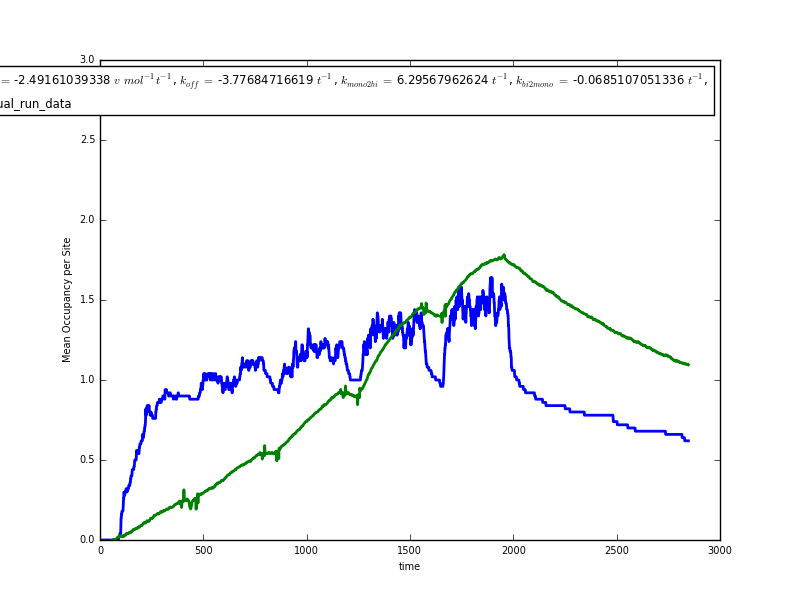 = -2.49161039338 v mol⁻¹t⁻¹, k_off = -3.77684716619 t⁻¹, k_mono2bi = 6.29567962624 t⁻¹, k_bi2mono = -0.0685107051336 t⁻¹,
ual_run_data
3.0
2.5
2.0
1.5
1.0
0.5
0.0
Mean Occupancy per Site
0 500 1000 1500 2000 2500 3000
time